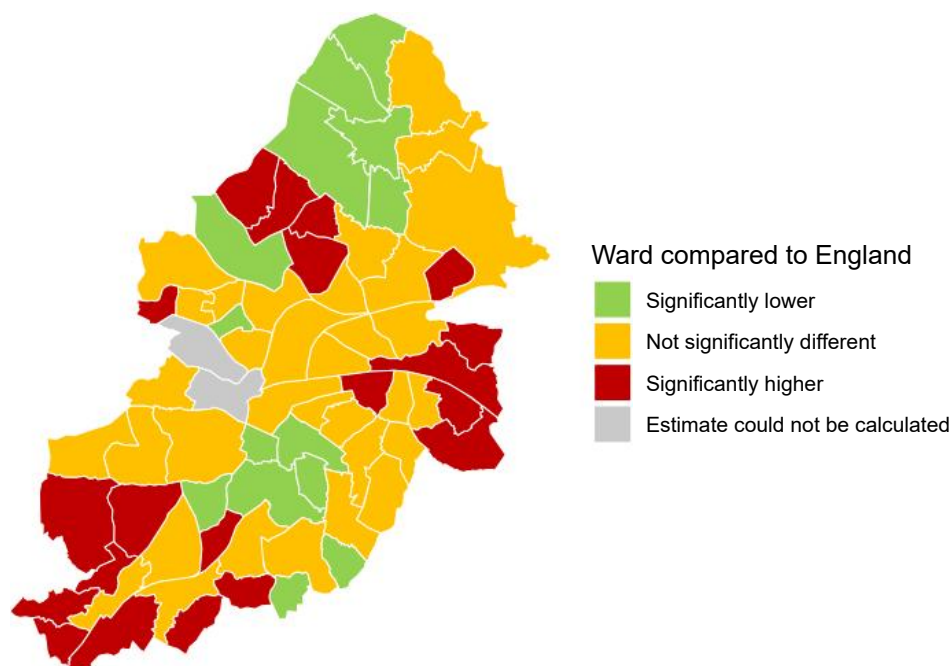 Ward compared to England
Significantly lower
Not significantly different
Significantly higher
Estimate could not be calculated